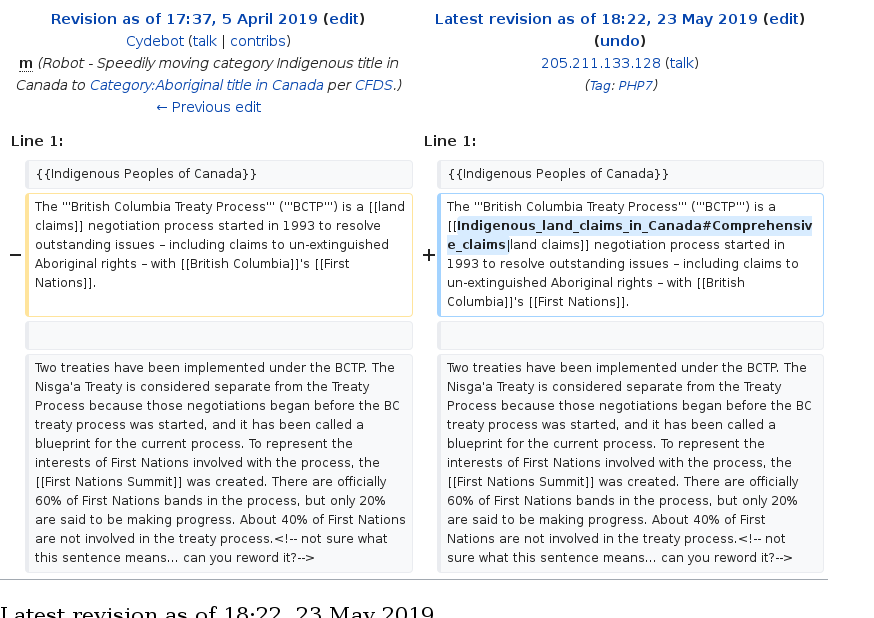 Revision as of 17:37, 5 April 2019 (edit)
Cydebot (talk | contribs)
m (Robot - Speedily moving category Indigenous title in
Canada to Category:Aboriginal title in Canada per CFDS.)
← Previous edit
Latest revision as of 18:22, 23 May 2019 (edit)
(undo)
205.211.133.128 (talk)
(Tag: PHP7)
Line 1:
Line 1:
{{Indigenous Peoples of Canada}}
{{Indigenous Peoples of Canada}}
−
The '''British Columbia Treaty Process''' ('''BCTP''') is a [[land
claims]] negotiation process started in 1993 to resolve
outstanding issues – including claims to un-extinguished
Aboriginal rights – with [[British Columbia]]'s [[First
Nations]].
+
The '''British Columbia Treaty Process''' ('''BCTP''') is a
[[Indigenous_land_claims_in_Canada#Comprehensiv
e_claims|land claims]] negotiation process started in
1993 to resolve outstanding issues – including claims to
un-extinguished Aboriginal rights – with [[British
Columbia]]'s [[First Nations]].
Two treaties have been implemented under the BCTP. The
Nisga'a Treaty is considered separate from the Treaty
Process because those negotiations began before the BC
treaty process was started, and it has been called a
blueprint for the current process. To represent the
interests of First Nations involved with the process, the
[[First Nations Summit]] was created. There are officially
60% of First Nations bands in the process, but only 20%
are said to be making progress. About 40% of First Nations
are not involved in the treaty process.<!-- not sure what
this sentence means... can you reword it?-->
Two treaties have been implemented under the BCTP. The
Nisga'a Treaty is considered separate from the Treaty
Process because those negotiations began before the BC
treaty process was started, and it has been called a
blueprint for the current process. To represent the
interests of First Nations involved with the process, the
[[First Nations Summit]] was created. There are officially
60% of First Nations bands in the process, but only 20%
are said to be making progress. About 40% of First
Nations are not involved in the treaty process.<!-- not
sure what this sentence means... can you reword it?-->
Latest revision as of 18:22, 23 May 2019